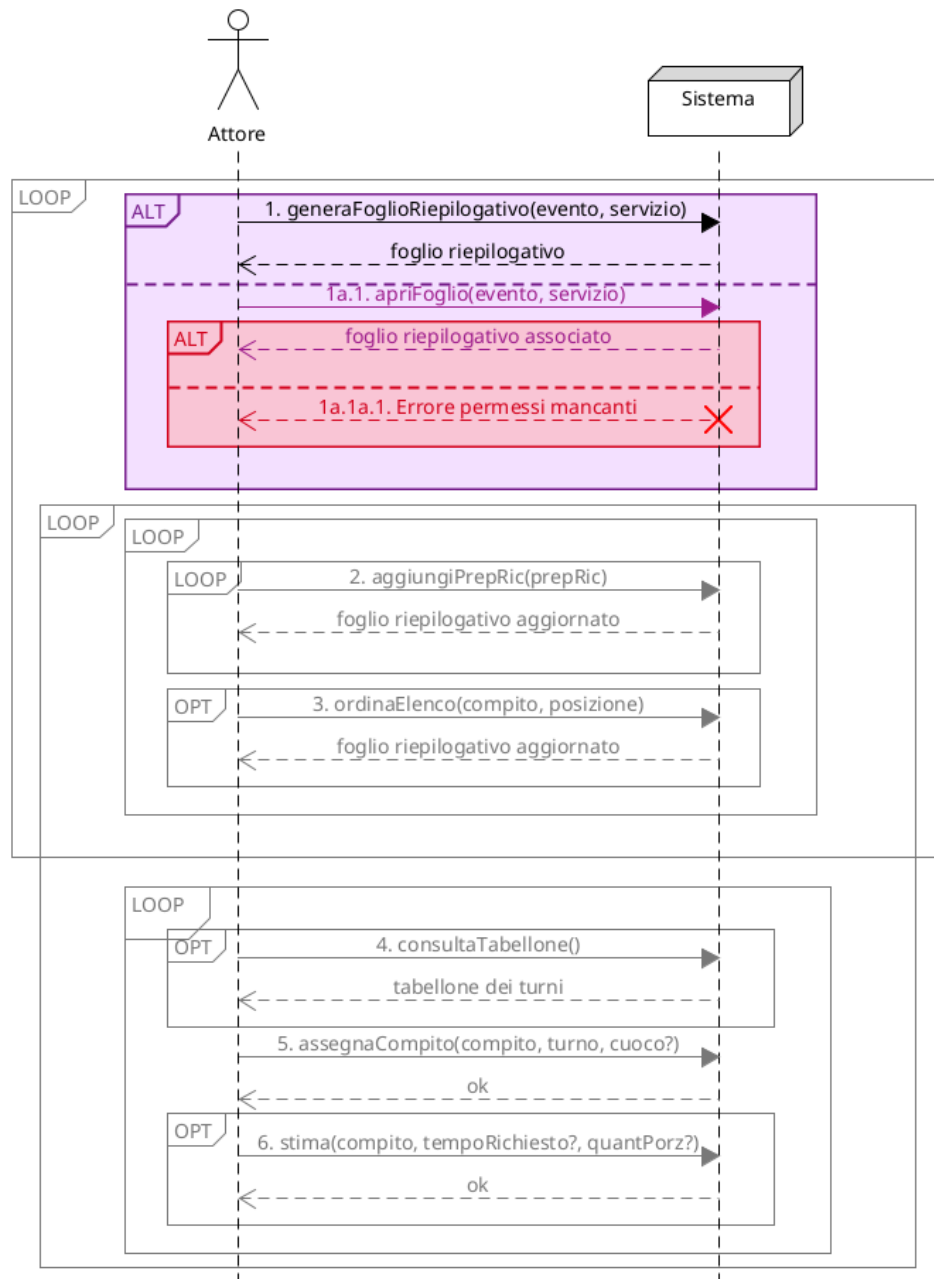 Attore
Sistema
LOOP
ALT
1. generaFoglioRiepilogativo(evento, servizio)
foglio riepilogativo
1a.1. apriFoglio(evento, servizio)
ALT
foglio riepilogativo associato
1a.1a.1. Errore permessi mancanti
LOOP
LOOP
LOOP
2. aggiungiPrepRic(prepRic)
foglio riepilogativo aggiornato
OPT
3. ordinaElenco(compito, posizione)
foglio riepilogativo aggiornato
LOOP
OPT
4. consultaTabellone()
tabellone dei turni
5. assegnaCompito(compito, turno, cuoco?)
ok
OPT
6. stima(compito, tempoRichiesto?, quantPorz?)
ok